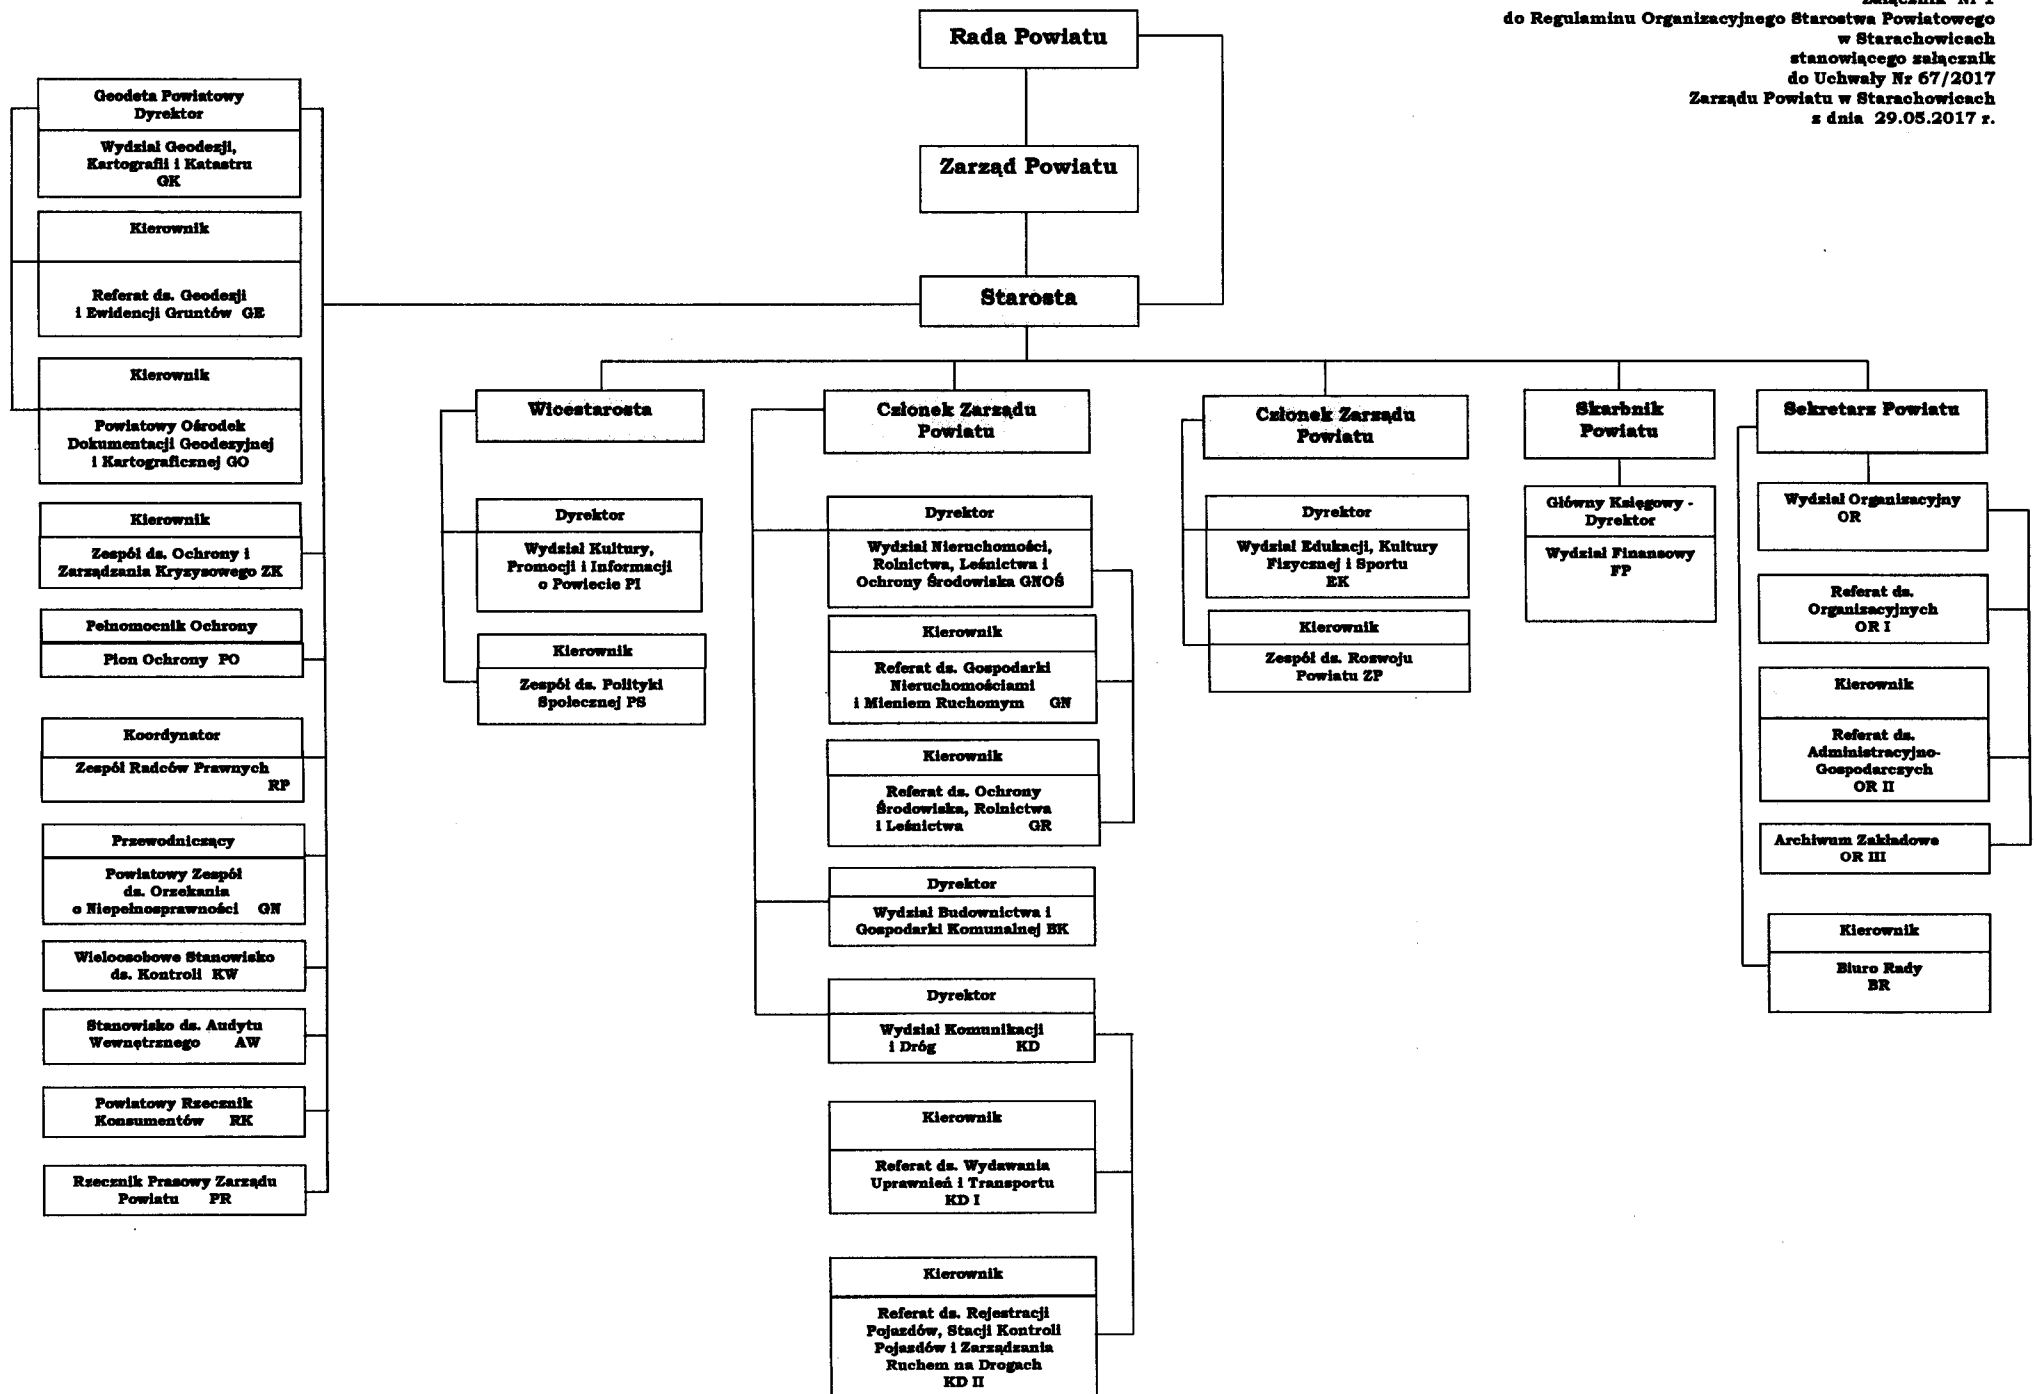 Załącznik Nr 1
do Regulaminu Organizacyjnego Starostwa Powiatowego
w Starachowicach
stanowiącego załącznik
do Uchwały Nr 67/2017
Zarządu Powiatu w Starachowicach
z dnia 29.05.2017 r.
Rada Powiatu
Zarząd Powiatu
Starosta
Geodeta Powiatowy
Dyrektor
Wydział Geodezji,
Kartografii i Katastru
GK
Kierownik
Referat ds. Geodezji
i Ewidencji Gruntów GE
Kierownik
Powiatowy Ośrodek
Dokumentacji Geodezyjnej
i Kartograficznej GO
Kierownik
Zespół ds. Ochrony i
Zarządzania Kryzysowego ZK
Pełnomocnik Ochrony
Pion Ochrony PO
Koordynator
Zespół Radców Prawnych
RP
Przewodniczący
Powiatowy Zespół
ds. Orzekania
o Niepełnosprawności GN
Wieloosobowe Stanowisko
ds. Kontroli KW
Stanowisko ds. Audytu
Wewnętrznego AW
Powiatowy Rzecznik
Konsumentów RK
Rzecznik Prasowy Zarządu
Powiatu PR
Wicestarosta
Dyrektor
Wydział Kultury,
Promocji i Informacji
o Powiecie PI
Kierownik
Zespół ds. Polityki
Społecznej PS
Członek Zarządu
Powiatu
Dyrektor
Wydział Nieruchomości,
Rolnictwa, Leśnictwa i
Ochrony Środowiska GNOŚ
Kierownik
Referat ds. Gospodarki
Nieruchomościami
i Mieniem Ruchomym GN
Kierownik
Referat ds. Ochrony
Środowiska, Rolnictwa
i Leśnictwa GR
Dyrektor
Wydział Budownictwa i
Gospodarki Komunalnej BK
Dyrektor
Wydział Komunikacji
i Dróg KD
Kierownik
Referat ds. Wydawania
Uprawnień i Transportu
KD I
Kierownik
Referat ds. Rejestracji
Pojazdów, Stacji Kontroli
Pojazdów i Zarządzania
Ruchem na Drogach
KD II
Członek Zarządu
Powiatu
Dyrektor
Wydział Edukacji, Kultury
Fizycznej i Sportu
EK
Kierownik
Zespół ds. Rozwoju
Powiatu ZP
Skarbnik
Powiatu
Główny Księgowy -
Dyrektor
Wydział Finansowy
FP
Sekretarz Powiatu
Wydział Organizacyjny
OR
Referat ds.
Organizacyjnych
OR I
Kierownik
Referat ds.
Administracyjno-
Gospodarczych
OR II
Archiwum Zakładowe
OR III
Kierownik
Biuro Rady
BR